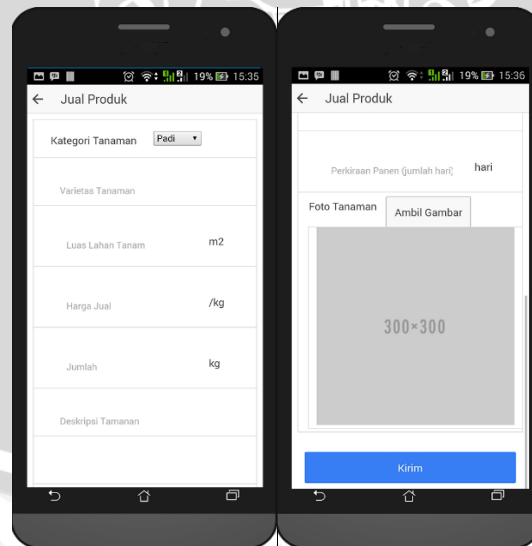 19% 15:35
Jual Produk
Kategori Tanaman Padi
Varietas Tanaman
Luas Lahan Tanam m2
Harga Jual /kg
Jumlah kg
Deskripsi Tamanan
19% 15:36
Jual Produk
Perkiraan Panen (jumlah hari) hari
Foto Tanaman Ambil Gambar
300×300
Kirim